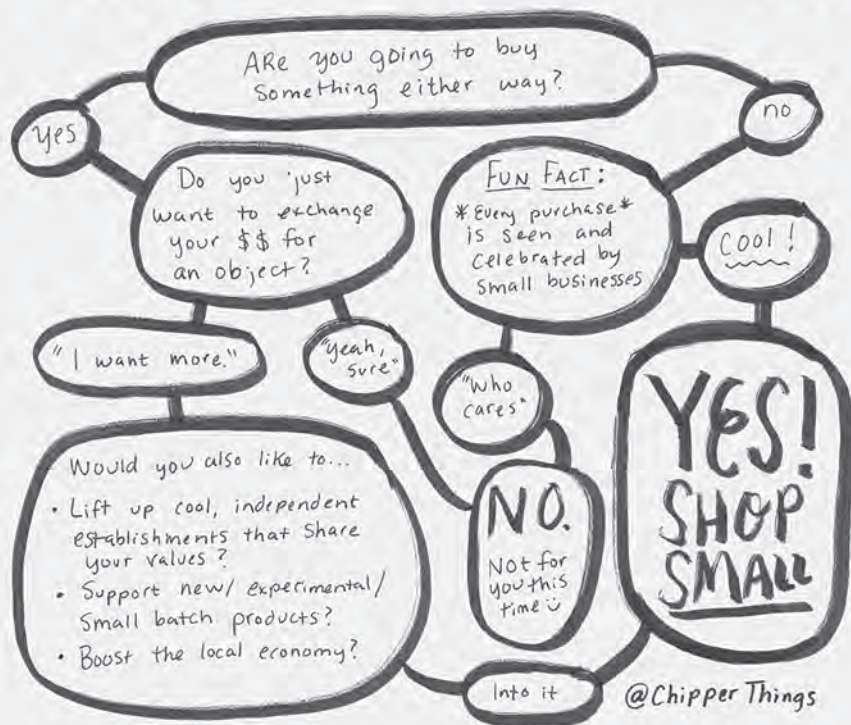 ARe you going to buy
something either way?
yes
no
Do you just
want to exchange
your $$ for
an object?
FUN FACT:
*Every purchase*
is seen and
celebrated by
small businesses
Cool!
"I want more."
"yeah,
sure"
"Who
cares"
Would you also like to...
• Lift up cool, independent
establishments that share
your values?
• Support new/experimental/
small batch products?
• Boost the local economy?
NO.
Not for
you this
time ü
YES!
SHOP
SMALL
Into it
@ChipperThings